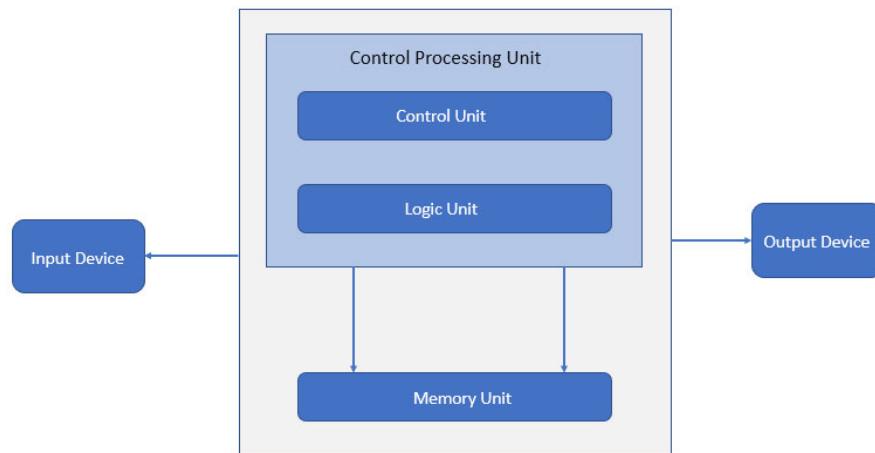 Control Processing Unit
Control Unit
Logic Unit
Input Device
Output Device
Memory Unit